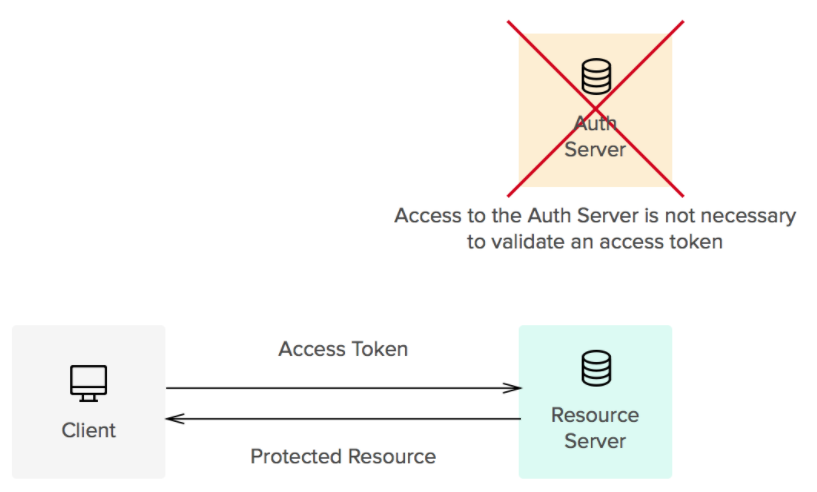 Auth
Server
Access to the Auth Server is not necessary
to validate an access token
Access Token
Client
Resource
Server
Protected Resource